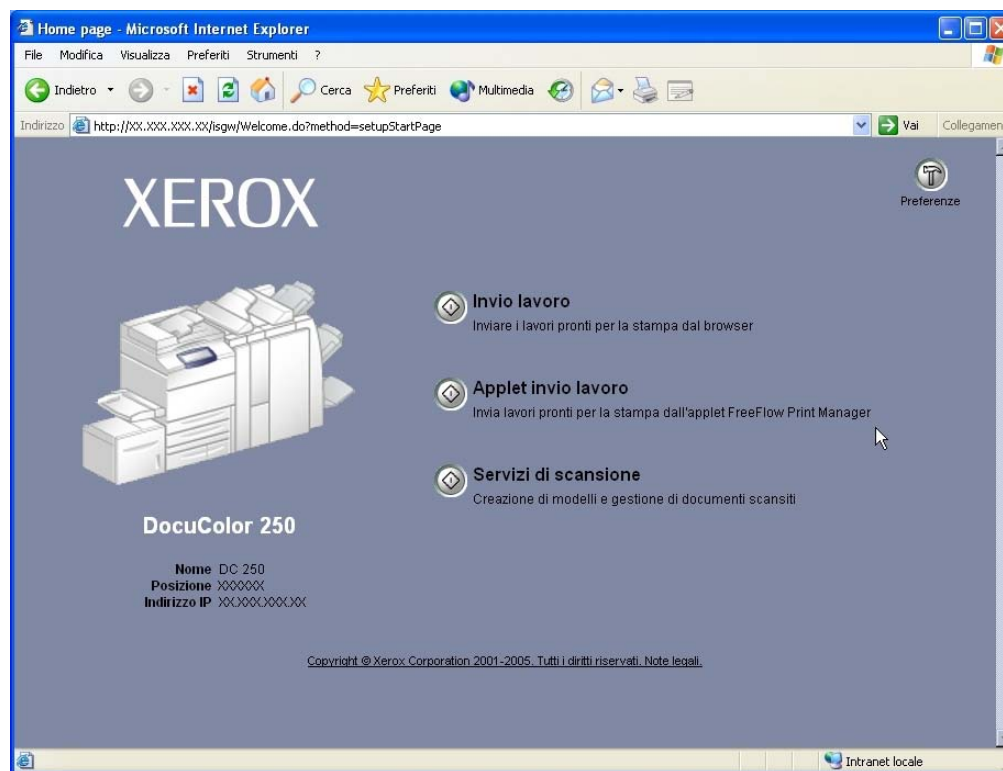 Home page - Microsoft Internet Explorer
File Modifica Visualizza Preferiti Strumenti ?
Indietro Cerca Preferiti Multimedia
Indirizzo http://XX.XXX.XXX.XX/isgw/Welcome.do?method=setupStartPage Vai Collegamen
XEROX
Preferenze
Invio lavoro
Inviare i lavori pronti per la stampa dal browser
Applet invio lavoro
Invia lavori pronti per la stampa dall'applet FreeFlow Print Manager
Servizi di scansione
Creazione di modelli e gestione di documenti scansiti
DocuColor 250
Nome DC 250
Posizione XXXXXX
Indirizzo IP XX.XXX.XXX.XX
Copyright © Xerox Corporation 2001-2005. Tutti i diritti riservati. Note legali.
Intranet locale